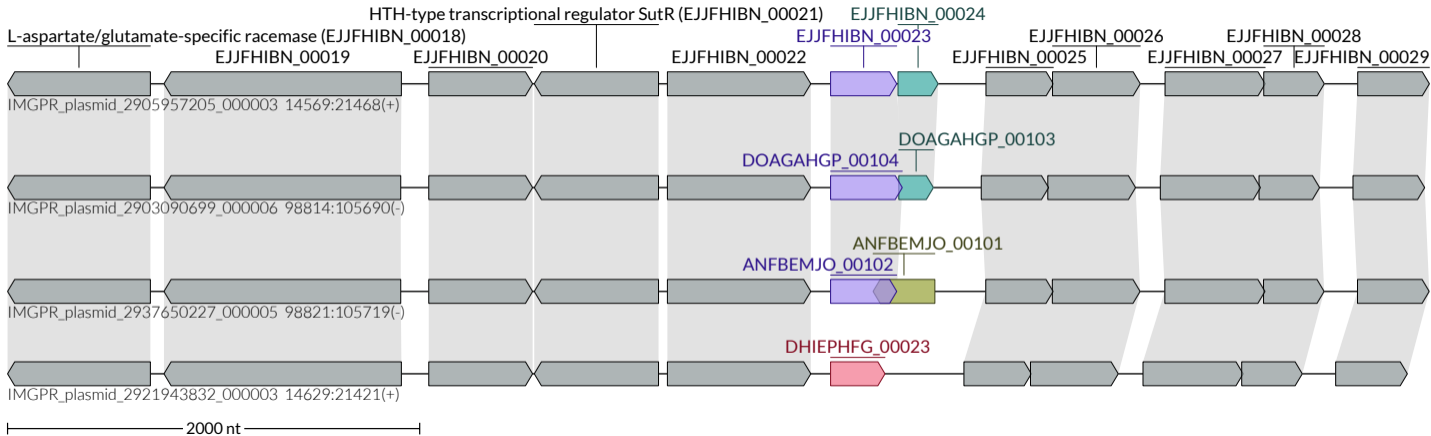 HTH-type transcriptional regulator SutR (EJJFHIBN_00021) EJJFHIBN_00024
L-aspartate/glutamate-specific racemase (EJJFHIBN_00018) EJJFHIBN_00023 EJJFHIBN_00026 EJJFHIBN_00028
EJJFHIBN_00019 EJJFHIBN_00020 EJJFHIBN_00022 EJJFHIBN_00025 EJJFHIBN_00027 EJJFHIBN_00029
IMGPR_plasmid_2905957205_000003 14569:21468(+)
DOAGAHGP_00103
DOAGAHGP_00104
IMGPR_plasmid_2903090699_000006 98814:105690(-)
ANFBEMJO_00101
ANFBEMJO_00102
IMGPR_plasmid_2937650227_000005 98821:105719(-)
DHIEPHFG_00023
IMGPR_plasmid_2921943832_000003 14629:21421(+)
2000 nt